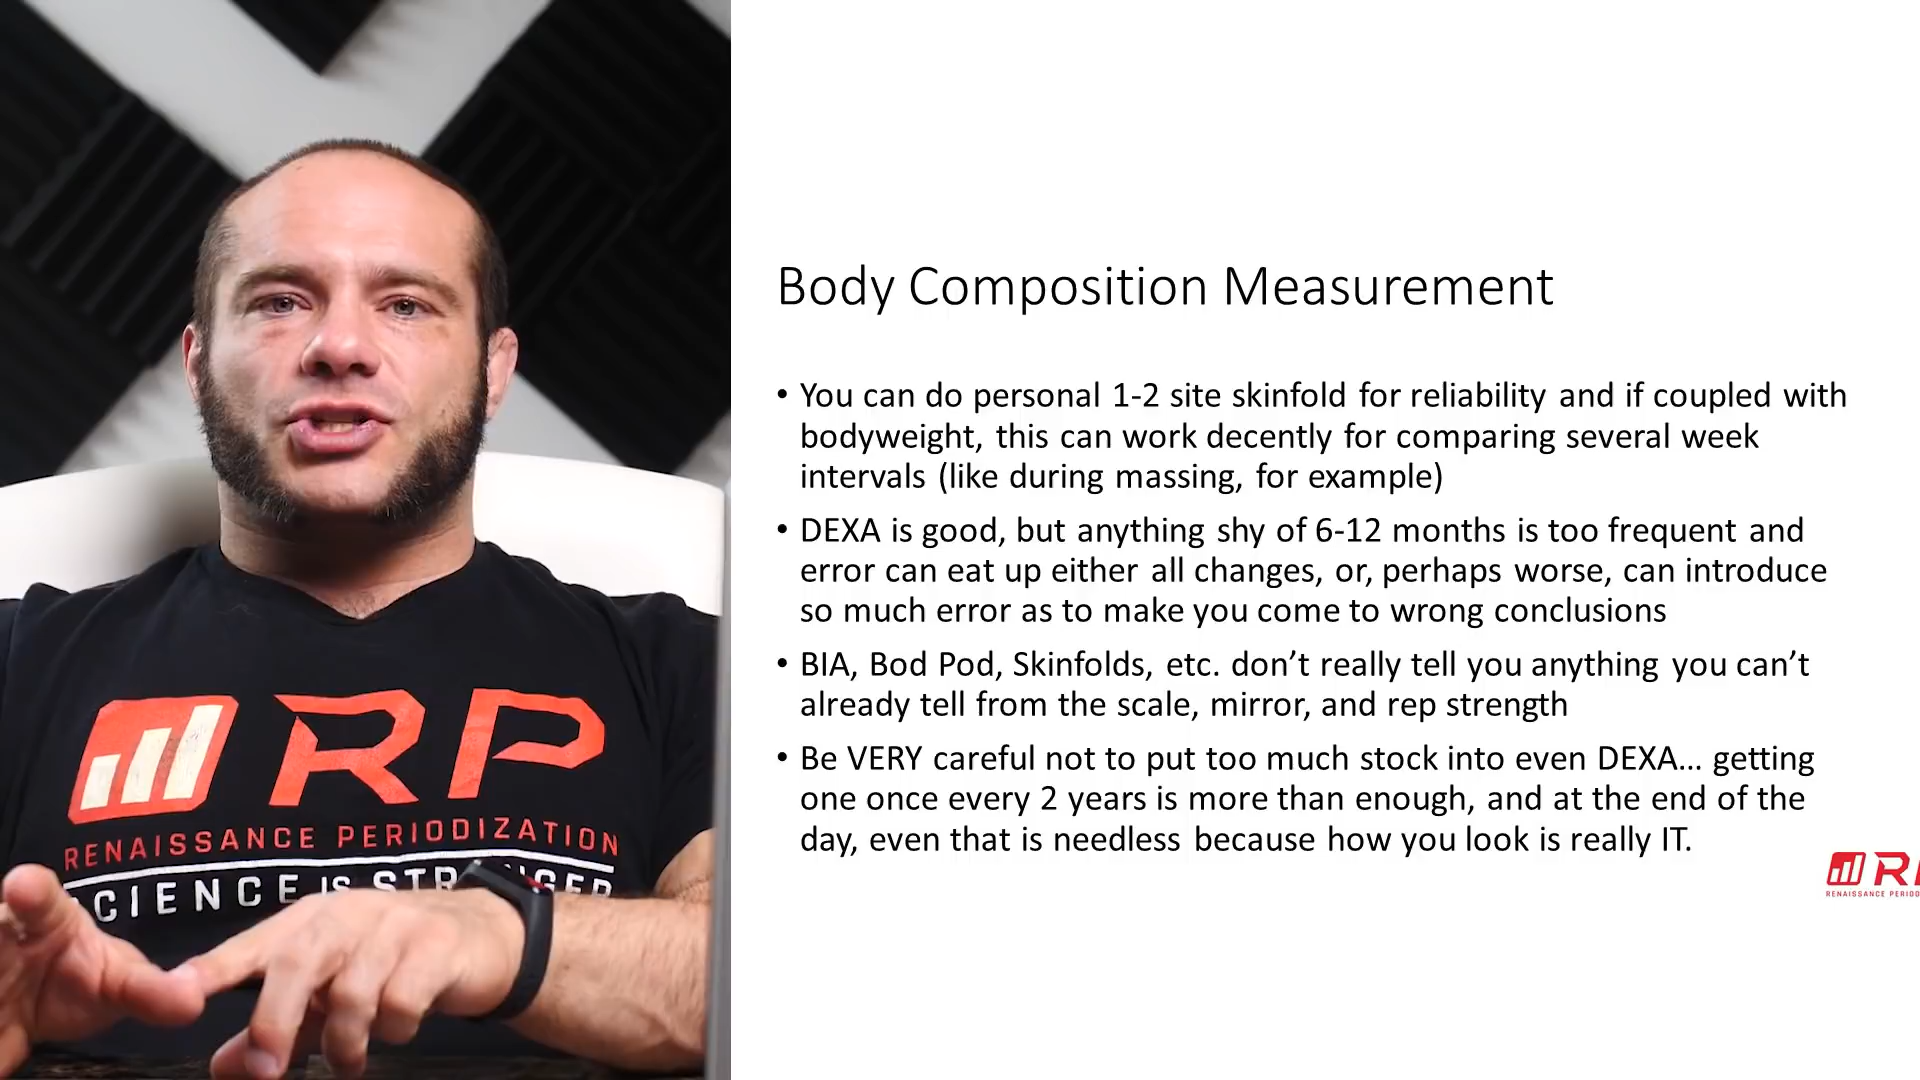 Body Composition Measurement
• You can do personal 1-2 site skinfold for reliability and if coupled with
bodyweight, this can work decently for comparing several week
intervals (like during massing, for example)
• DEXA is good, but anything shy of 6-12 months is too frequent and
error can eat up either all changes, or, perhaps worse, can introduce
so much error as to make you come to wrong conclusions
• BIA, Bod Pod, Skinfolds, etc. don’t really tell you anything you can’t
already tell from the scale, mirror, and rep strength
• Be VERY careful not to put too much stock into even DEXA... getting
one once every 2 years is more than enough, and at the end of the
day, even that is needless because how you look is really IT.
RP
RENAISSANCE PERIODIZATION
IS